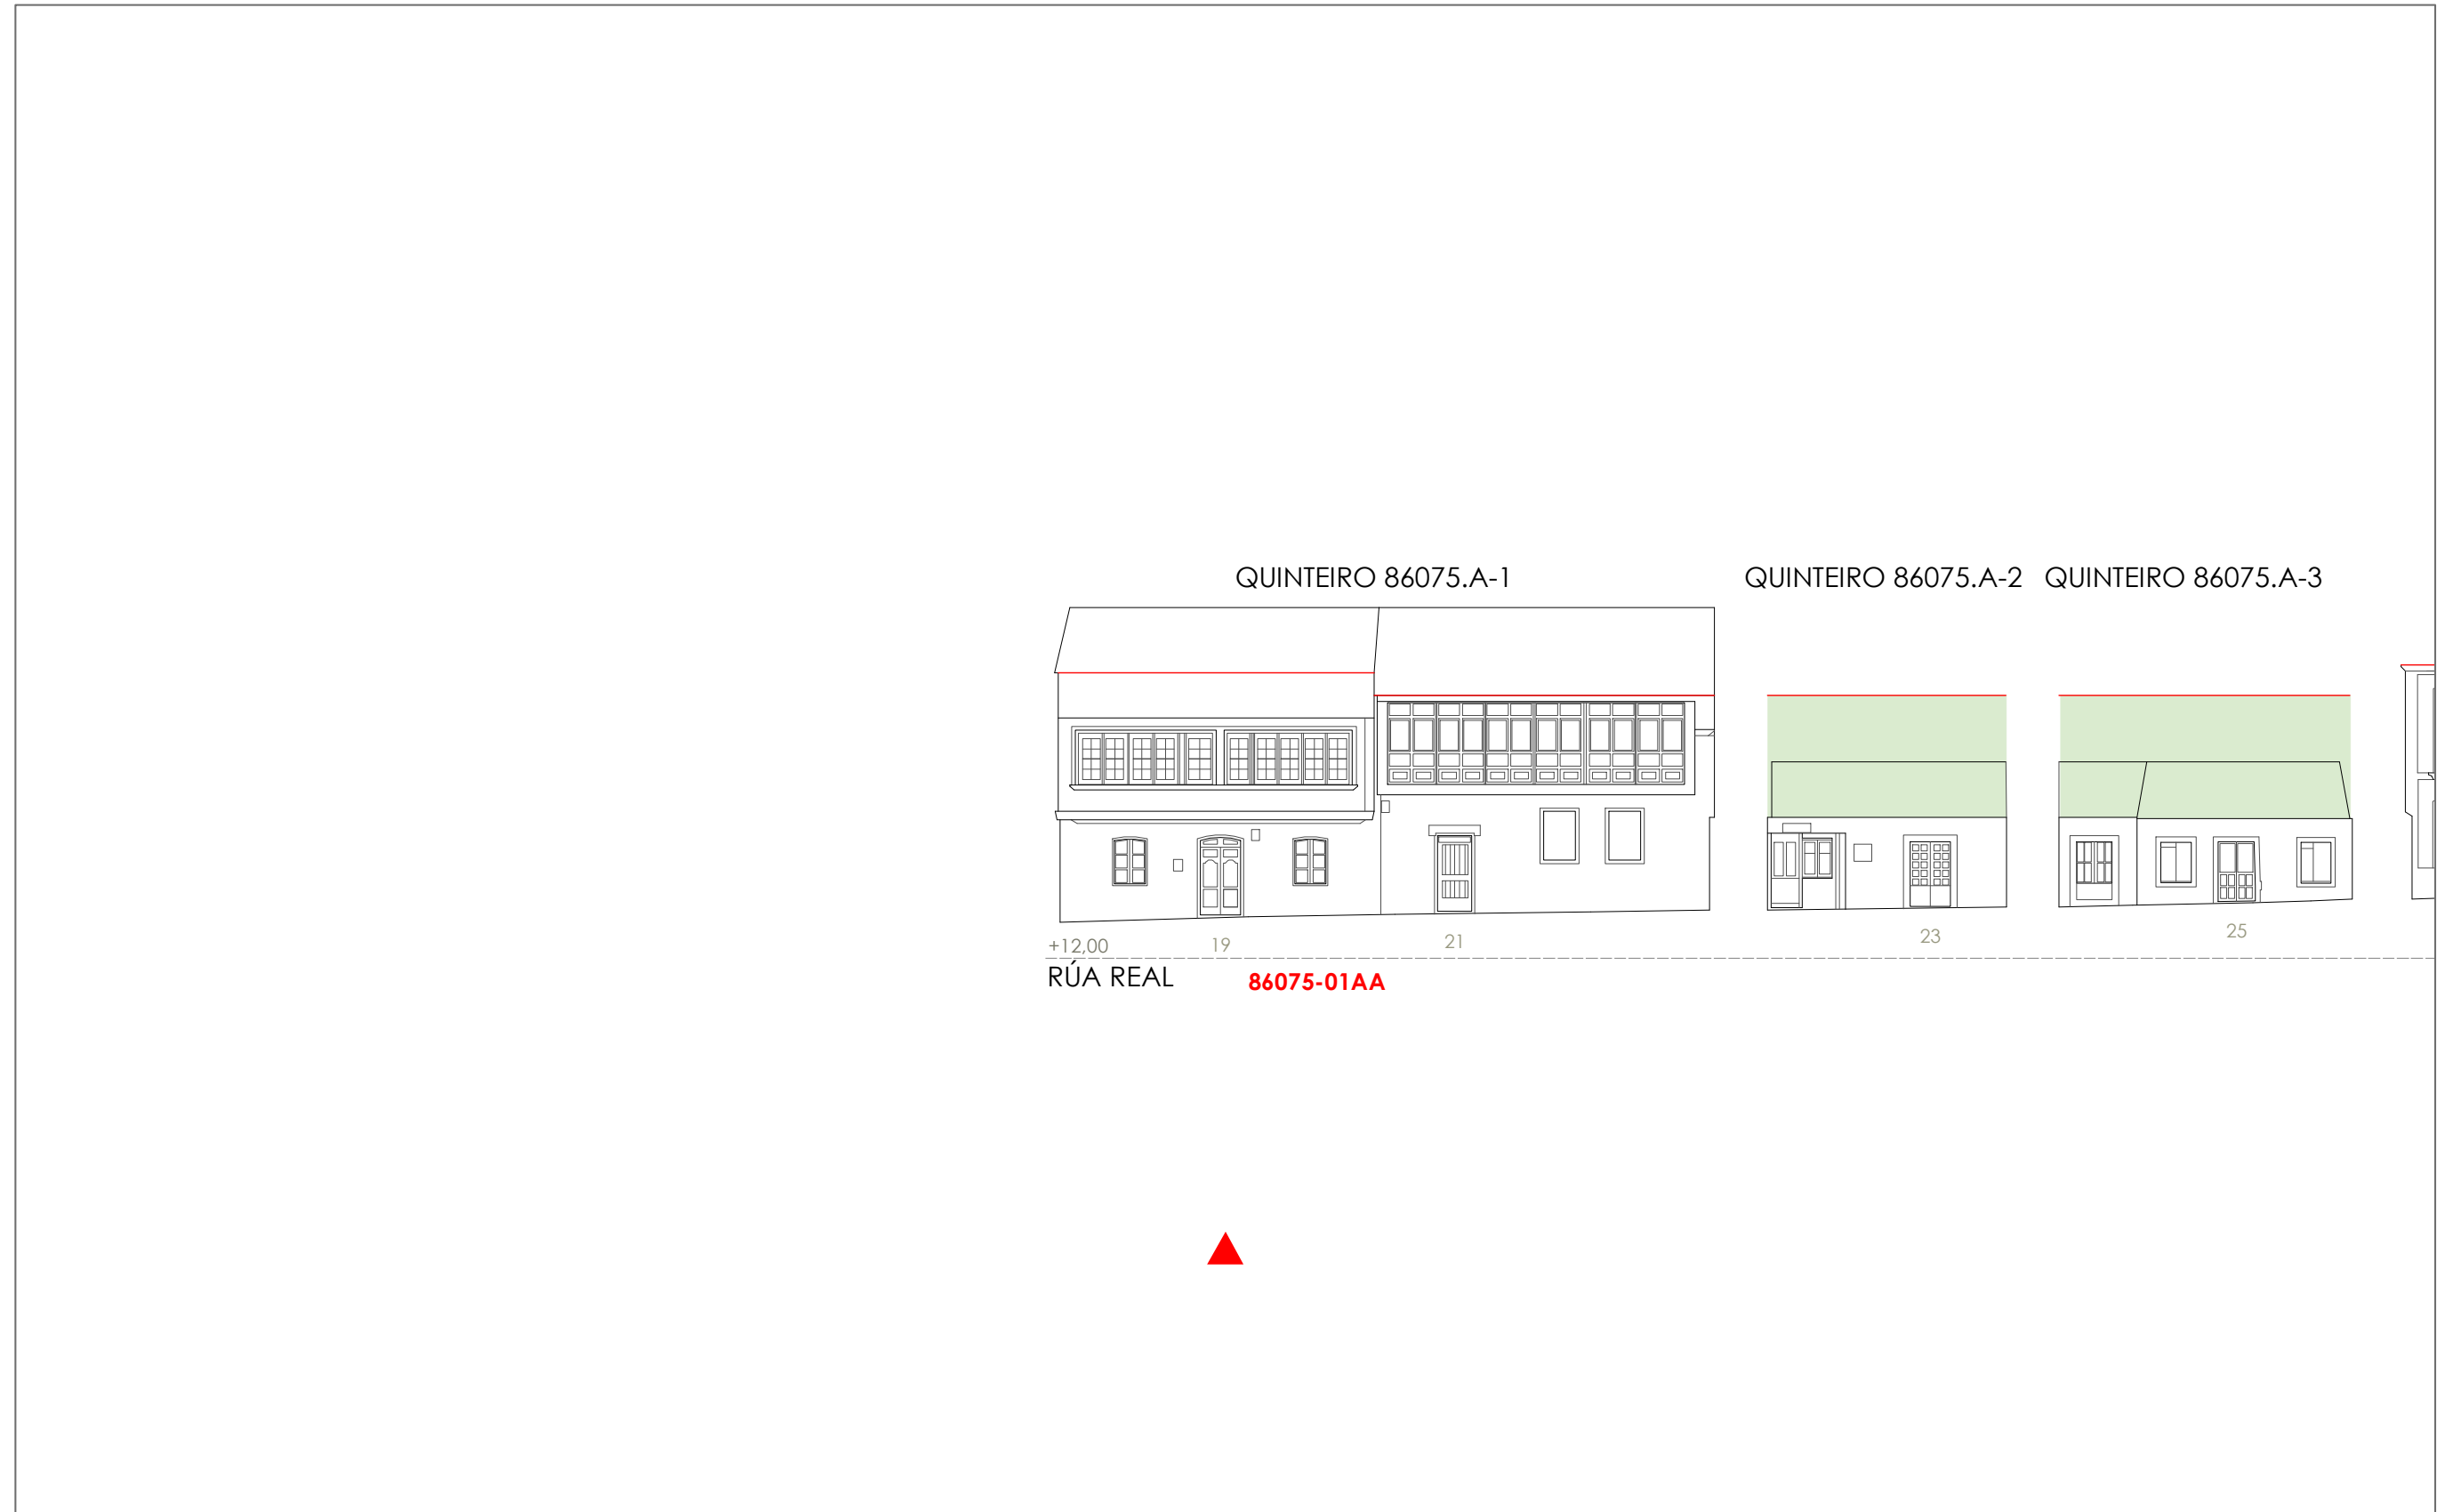 QUINTEIRO 86075.A-1
QUINTEIRO 86075.A-2
QUINTEIRO 86075.A-3
+12,00
19
21
23
25
RÚA REAL
86075-01AA